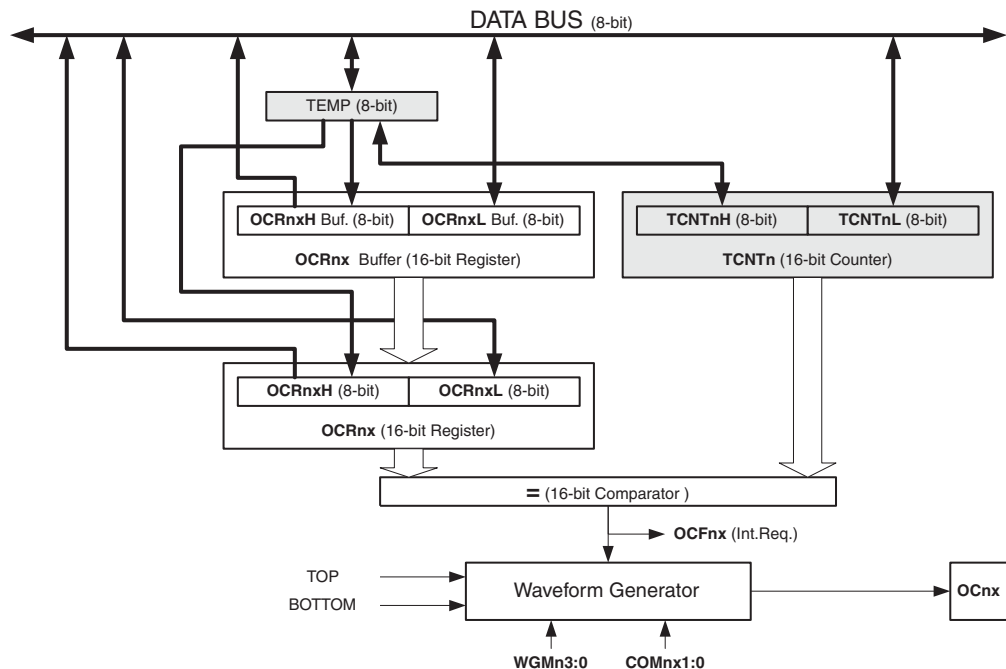 DATA BUS (8-bit)
TEMP (8-bit)
OCRnxH Buf. (8-bit)
OCRnxL Buf. (8-bit)
OCRnx Buffer (16-bit Register)
TCNTnH (8-bit)
TCNTnL (8-bit)
TCNTn (16-bit Counter)
OCRnxH (8-bit)
OCRnxL (8-bit)
OCRnx (16-bit Register)
= (16-bit Comparator )
OCFnx (Int.Req.)
TOP
BOTTOM
Waveform Generator
OCnx
WGMn3:0
COMnx1:0